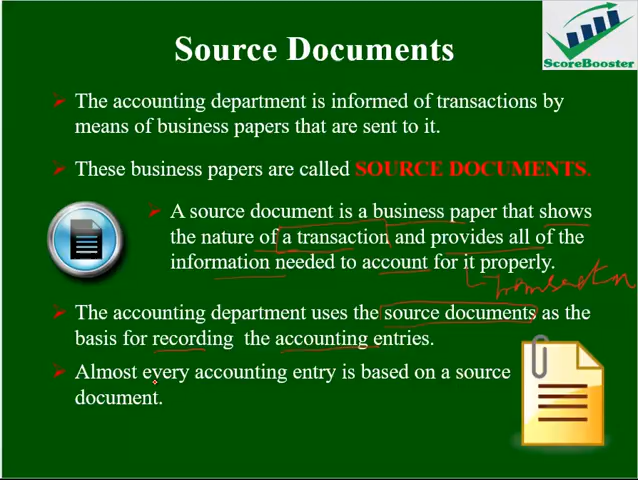 Source Documents
ScoreBooster
The accounting department is informed of transactions by
means of business papers that are sent to it.
These business papers are called SOURCE DOCUMENTS.
A source document is a business paper that shows
the nature of a transaction and provides all of the
information needed to account for it properly.
transaction
The accounting department uses the source documents as the
basis for recording the accounting entries.
Almost every accounting entry is based on a source
document.